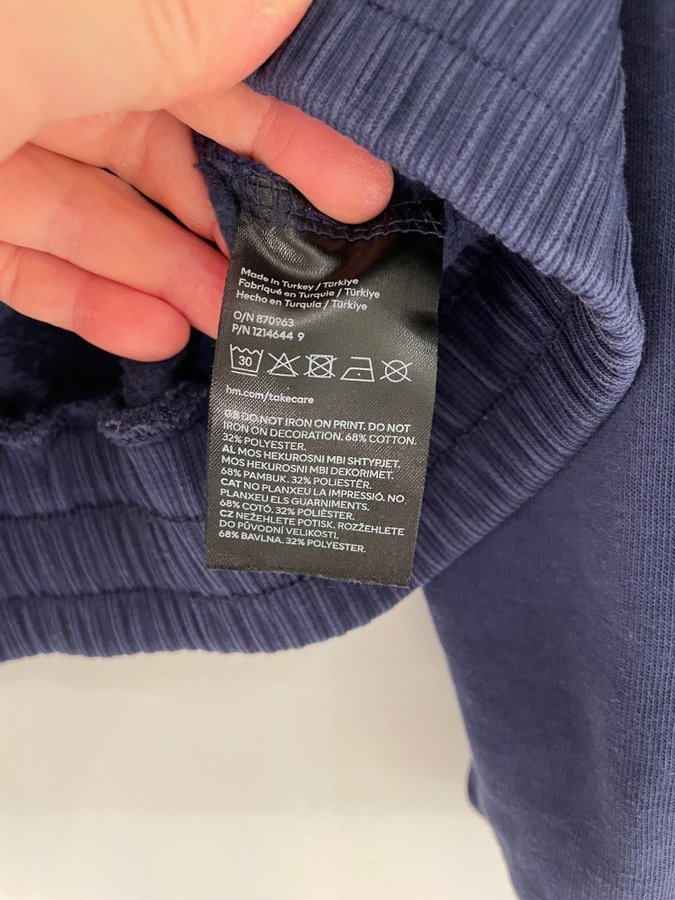 Made in Turkey / Türkiye
Fabriqué en Turquie / Türkiye
Hecho en Turquía / Türkiye
O/N 870963
P/N 1214644 9
30
hm.com/takecare
GB DO NOT IRON ON PRINT. DO NOT
IRON ON DECORATION. 68% COTTON.
32% POLYESTER.
AL MOS HEKUROSNI MBI SHTYPJET.
MOS HEKUROSNI MBI DEKORIMET.
68% PAMBUK. 32% POLIESTËR.
CAT NO PLANXEU LA IMPRESSIÓ. NO
PLANXEU ELS GUARNIMENTS.
68% COTÓ. 32% POLIÈSTER.
CZ NEŽEHLETE POTISK. ROZŽEHLETE
DO PŮVODNÍ VELIKOSTI.
68% BAVLNA. 32% POLYESTER.